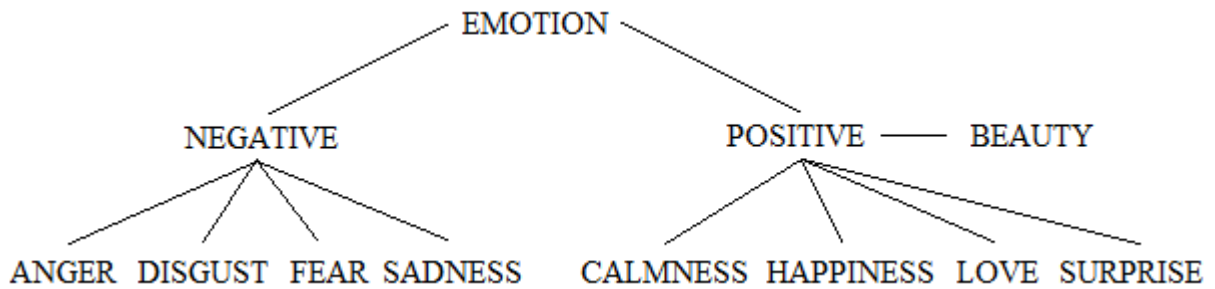 EMOTION
NEGATIVE POSITIVE BEAUTY
ANGER DISGUST FEAR SADNESS CALMNESS HAPPINESS LOVE SURPRISE